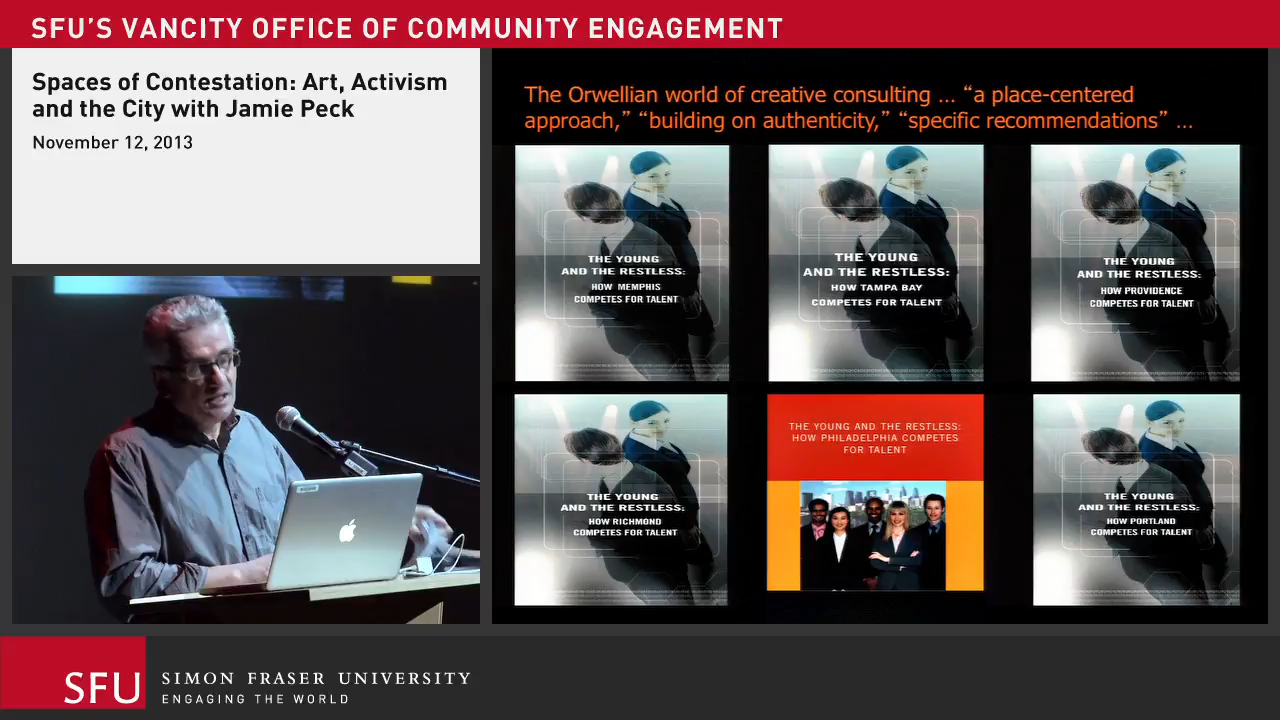 SFU'S VANCITY OFFICE OF COMMUNITY ENGAGEMENT
Spaces of Contestation: Art, Activism
and the City with Jamie Peck
November 12, 2013
The Orwellian world of creative consulting ... “a place-centered
approach,” “building on authenticity,” “specific recommendations” ...
THE YOUNG
AND THE RESTLESS:
HOW MEMPHIS
COMPETES FOR TALENT
THE YOUNG
AND THE RESTLESS:
HOW TAMPA BAY
COMPETES FOR TALENT
THE YOUNG
AND THE RESTLESS:
HOW PROVIDENCE
COMPETES FOR TALENT
THE YOUNG
AND THE RESTLESS:
HOW RICHMOND
COMPETES FOR TALENT
THE YOUNG AND THE RESTLESS:
HOW PHILADELPHIA COMPETES
FOR TALENT
THE YOUNG
AND THE RESTLESS:
HOW PORTLAND
COMPETES FOR TALENT
SFU
SIMON FRASER UNIVERSITY
ENGAGING THE WORLD